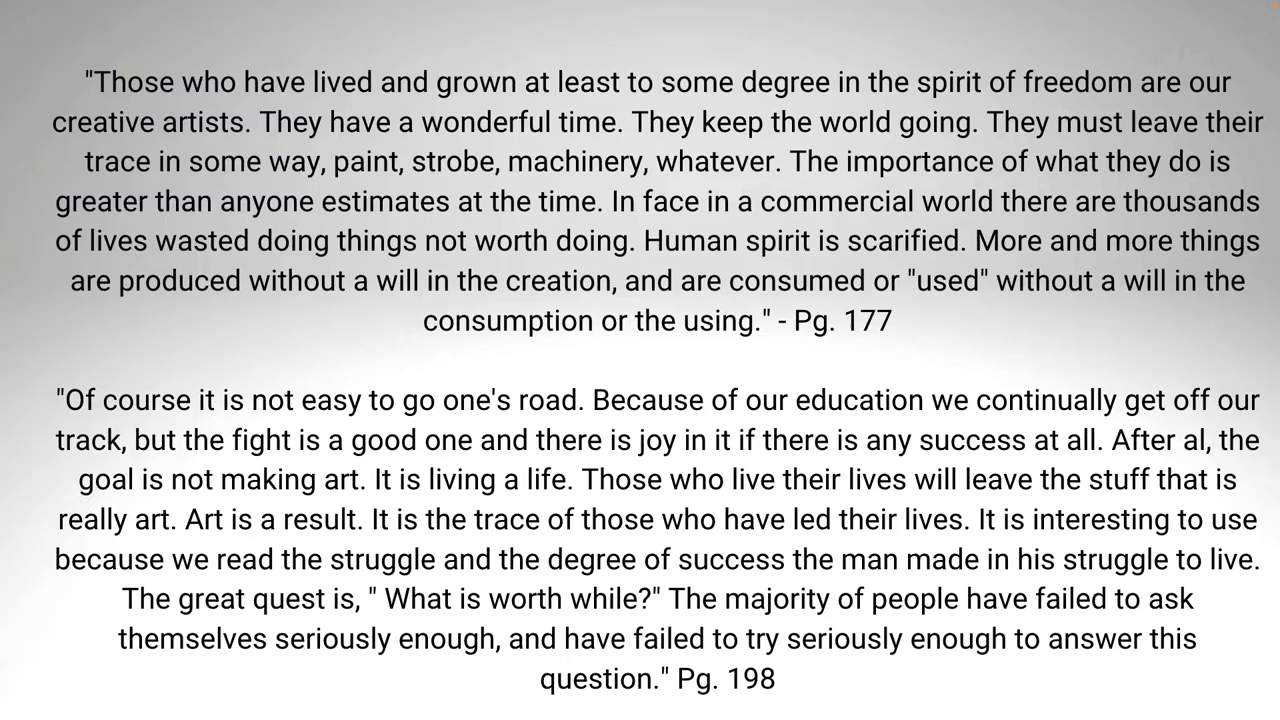 "Those who have lived and grown at least to some degree in the spirit of freedom are our
creative artists. They have a wonderful time. They keep the world going. They must leave their
trace in some way, paint, strobe, machinery, whatever. The importance of what they do is
greater than anyone estimates at the time. In face in a commercial world there are thousands
of lives wasted doing things not worth doing. Human spirit is scarified. More and more things
are produced without a will in the creation, and are consumed or "used" without a will in the
consumption or the using." - Pg. 177
"Of course it is not easy to go one's road. Because of our education we continually get off our
track, but the fight is a good one and there is joy in it if there is any success at all. After al, the
goal is not making art. It is living a life. Those who live their lives will leave the stuff that is
really art. Art is a result. It is the trace of those who have led their lives. It is interesting to use
because we read the struggle and the degree of success the man made in his struggle to live.
The great quest is, " What is worth while?" The majority of people have failed to ask
themselves seriously enough, and have failed to try seriously enough to answer this
question." Pg. 198